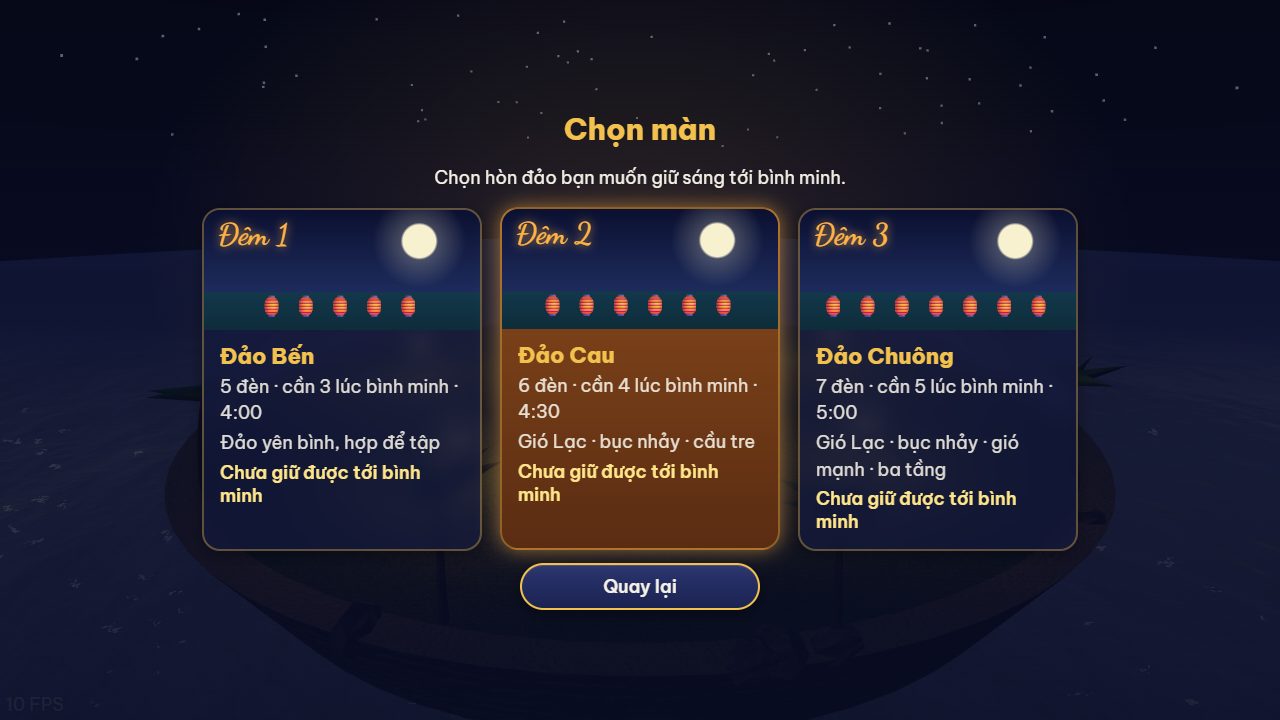 Chọn màn
Chọn hòn đảo bạn muốn giữ sáng tới bình minh.
Đêm 1
Đảo Bến
5 đèn · cần 3 lúc bình minh ·
4:00
Đảo yên bình, hợp để tập
Chưa giữ được tới bình
minh
Đêm 2
Đảo Cau
6 đèn · cần 4 lúc bình minh ·
4:30
Gió Lạc · bục nhảy · cầu tre
Chưa giữ được tới bình
minh
Đêm 3
Đảo Chuông
7 đèn · cần 5 lúc bình minh ·
5:00
Gió Lạc · bục nhảy · gió
mạnh · ba tầng
Chưa giữ được tới bình
minh
Quay lại
10 FPS